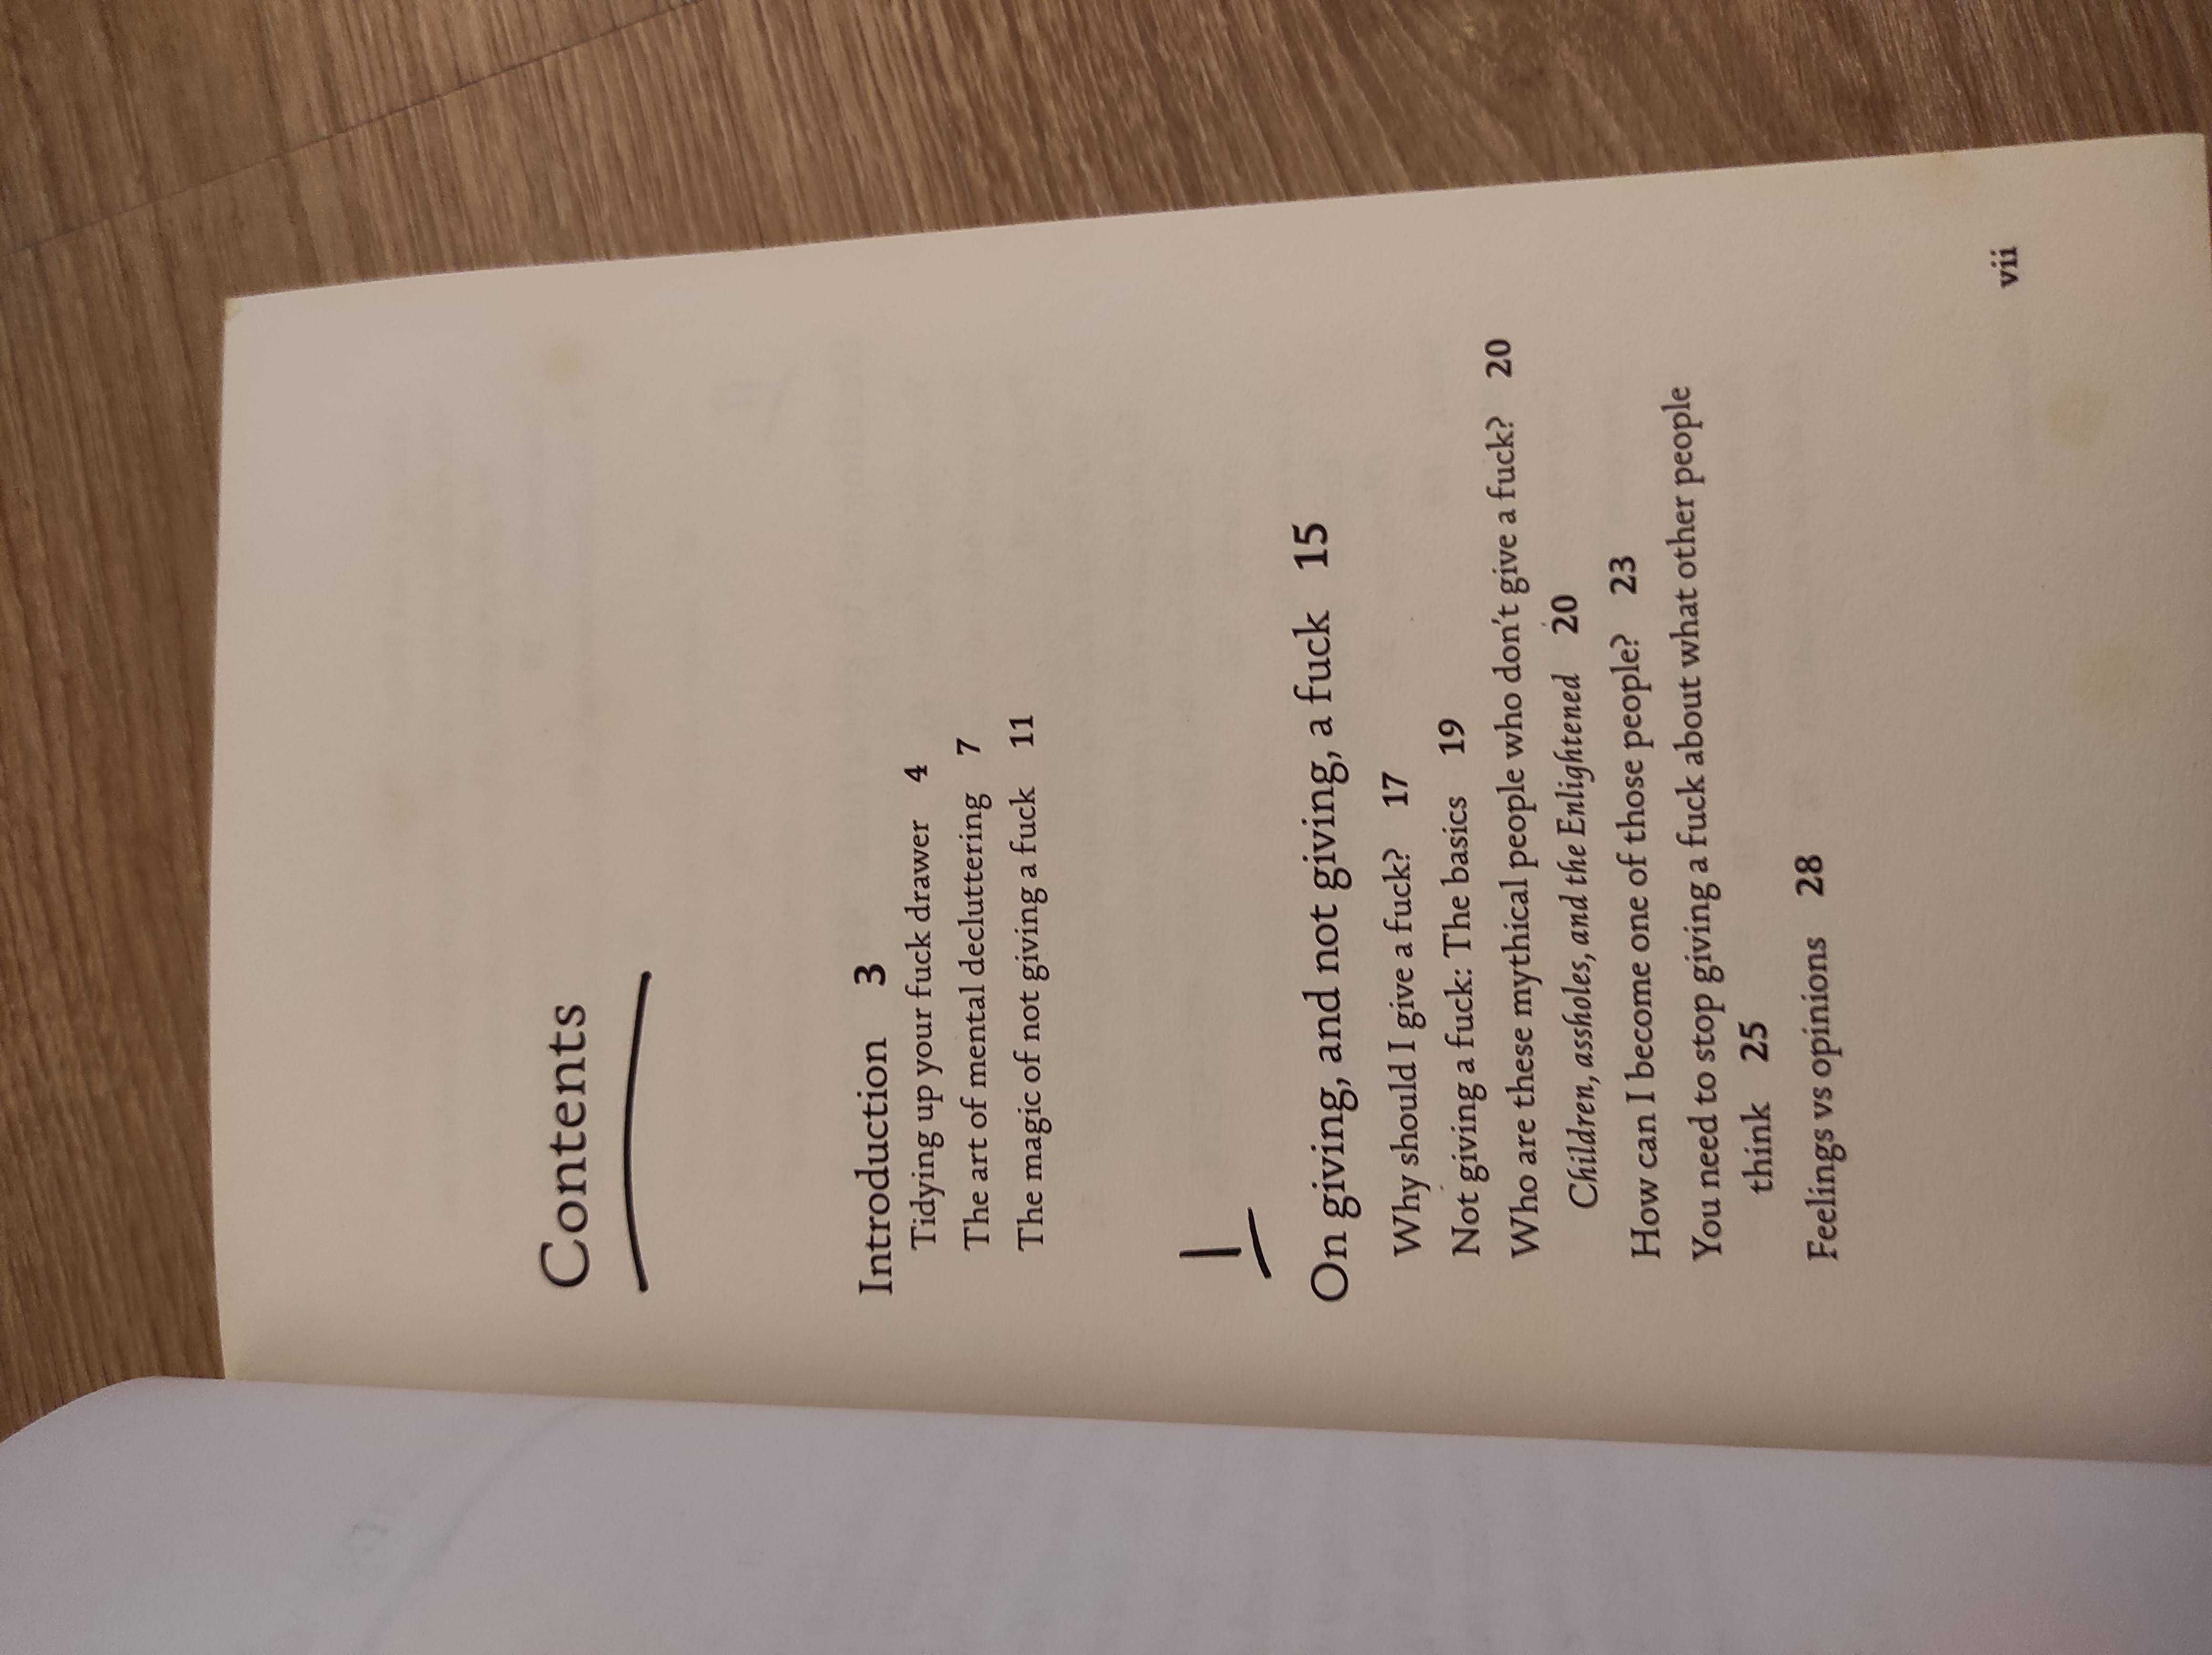 Contents
Introduction 3
Tidying up your fuck drawer 4
The art of mental decluttering 7
The magic of not giving a fuck 11
1
On giving, and not giving, a fuck 15
Why should I give a fuck? 17
Not giving a fuck: The basics 19
Who are these mythical people who don't give a fuck? 20
Children, assholes, and the Enlightened 20
How can I become one of those people? 23
You need to stop giving a fuck about what other people
think 25
Feelings vs opinions 28
vii